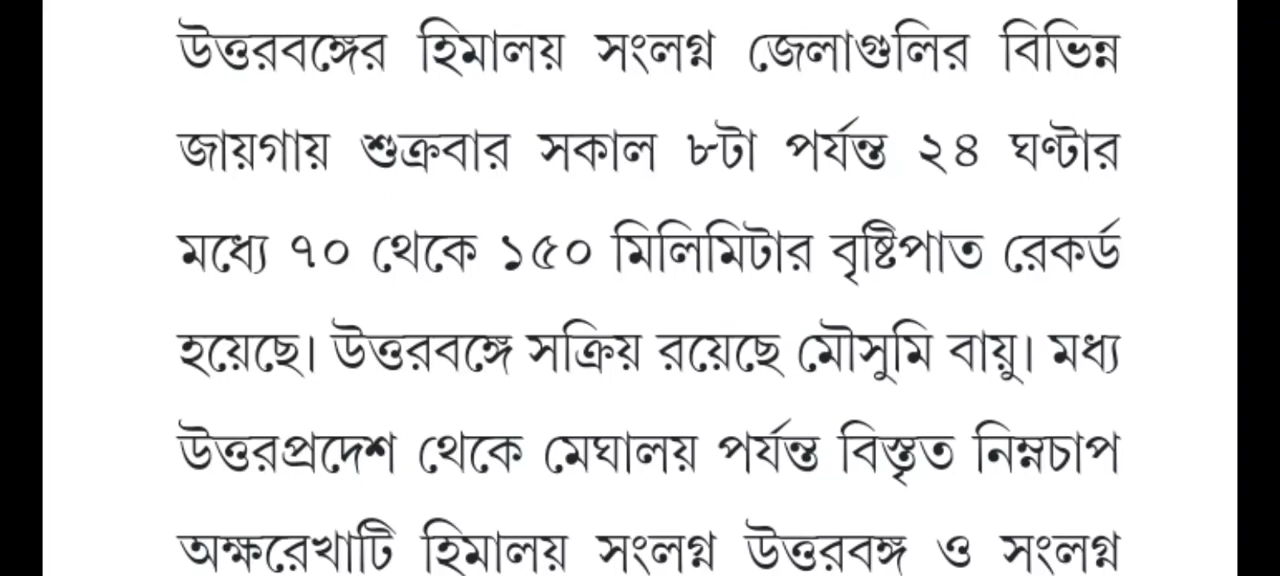 উত্তরবঙ্গের হিমালয় সংলগ্ন জেলাগুলির বিভিন্ন
জায়গায় শুক্রবার সকাল ৮টা পর্যন্ত ২৪ ঘণ্টার
মধ্যে ৭০ থেকে ১৫০ মিলিমিটার বৃষ্টিপাত রেকর্ড
হয়েছে। উত্তরবঙ্গে সক্রিয় রয়েছে মৌসুমি বায়ু। মধ্য
উত্তরপ্রদেশ থেকে মেঘালয় পর্যন্ত বিস্তৃত নিম্নচাপ
অক্ষরেখাটি হিমালয় সংলগ্ন উত্তরবঙ্গ ও সংলগ্ন